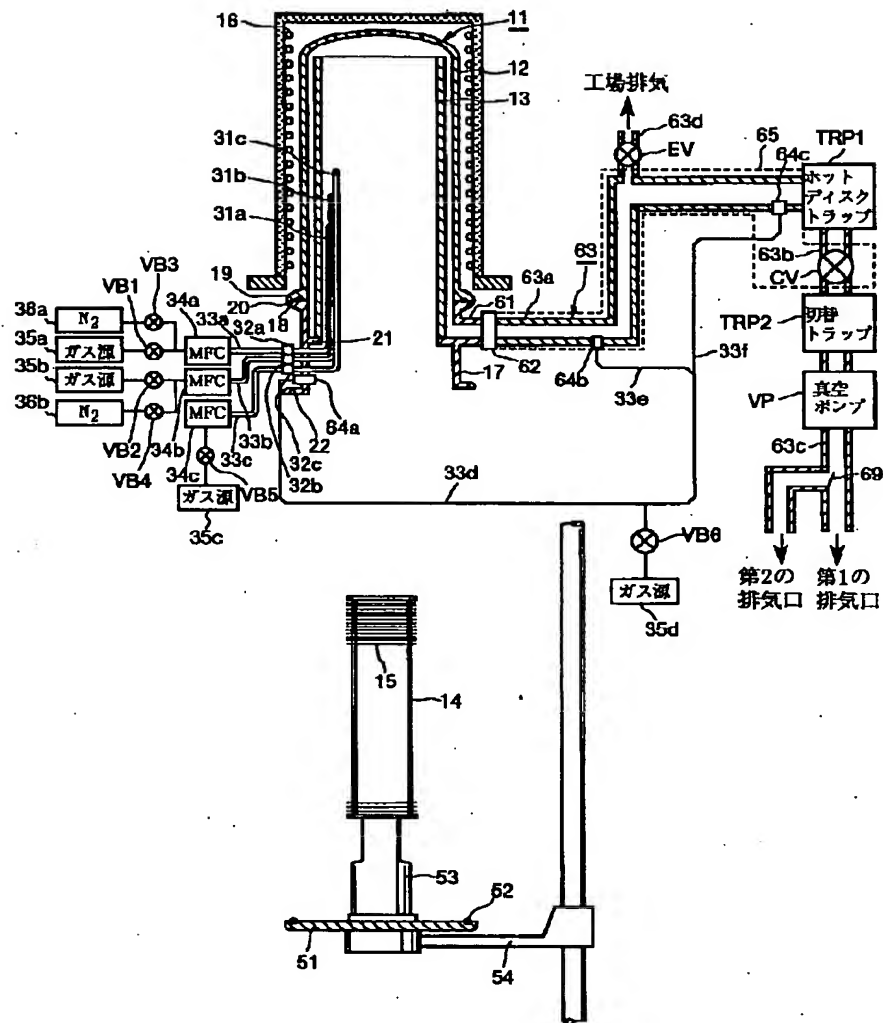 16
11
12
13
工場排気
63d
EV
65
TRP1
64c
ホット
ディスク
トラップ
31c
31b
31a
63
63a
61
62
63b
CV
TRP2
切替
トラップ
VP
真空
ポンプ
63c
69
第2の
排気口
第1の
排気口
19
20
18
21
17
22
64a
64b
33e
33f
33d
VB3
VB1
34a
33a
32a
36a
N₂
35a
ガス源
MFC
35b
ガス源
MFC
36b
N₂
MFC
VB2
VB4
34b
34c
33b
33c
32c
32b
VB5
ガス源
35c
VB6
ガス源
35d
15
14
53
52
51
54